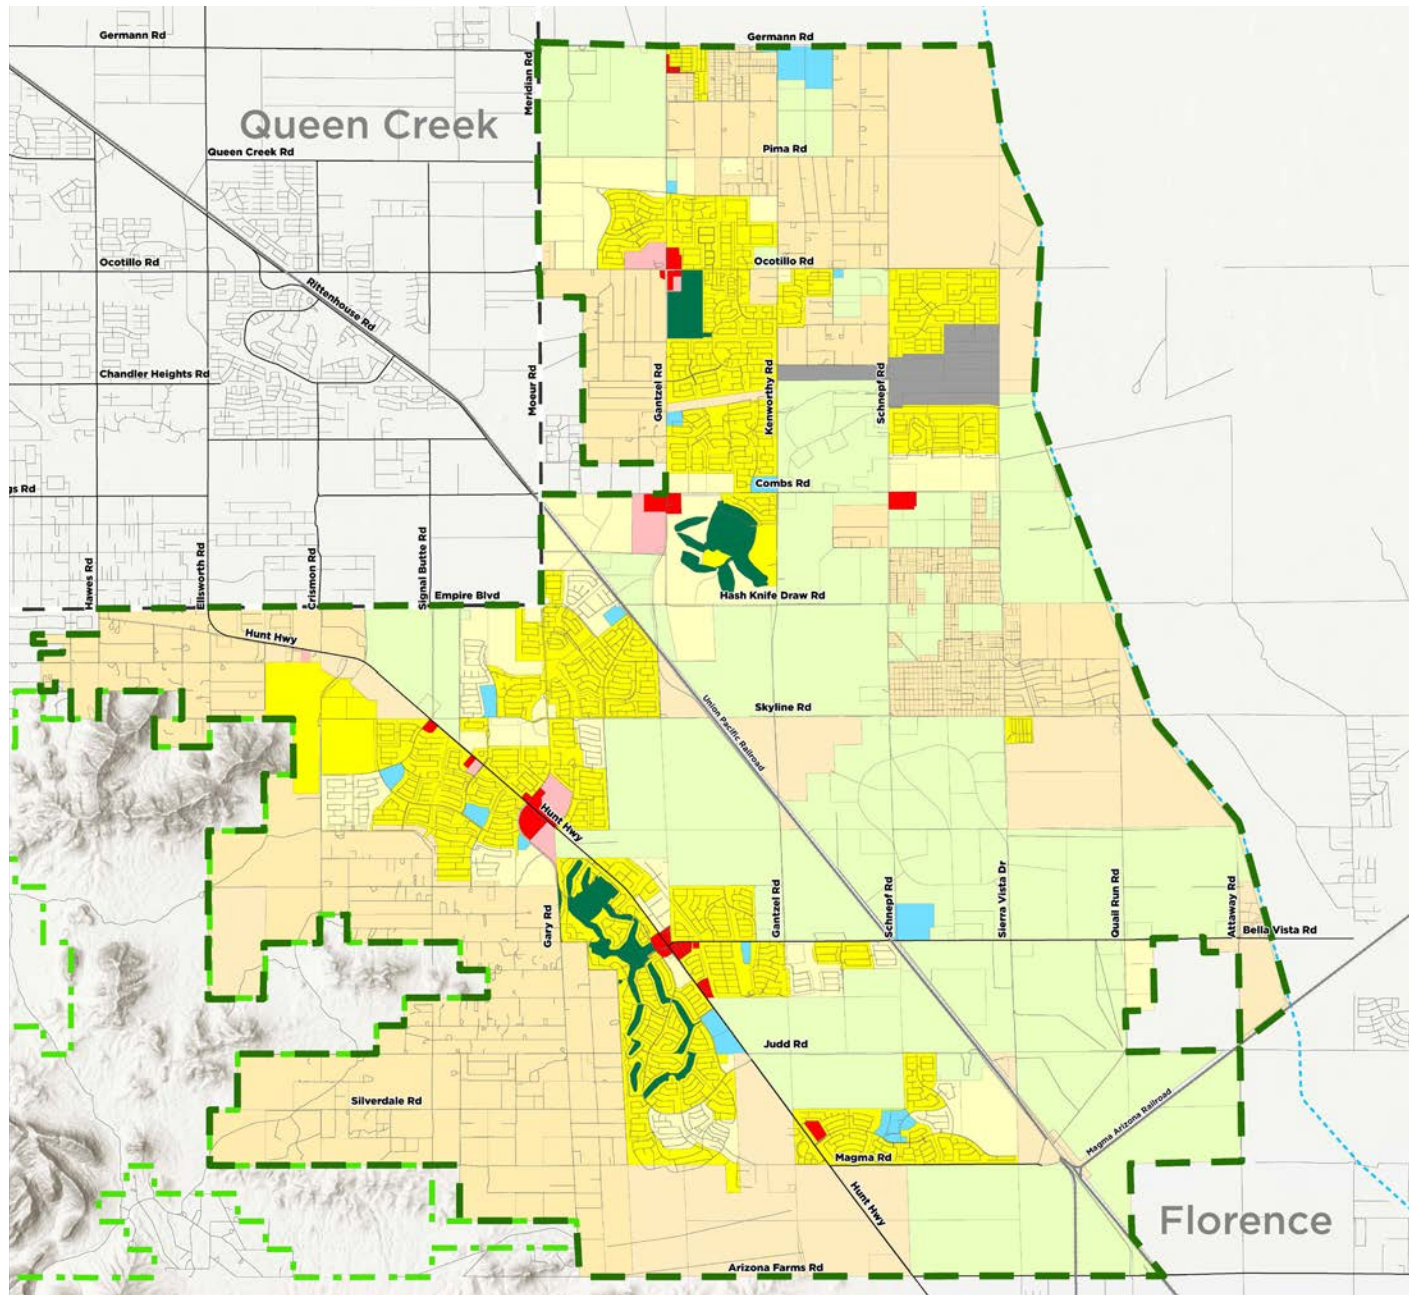 Germann Rd
Germann Rd
Meridian Rd
Queen Creek
Queen Creek Rd
Pima Rd
Ocotillo Rd
Ocotillo Rd
Rittenhouse Rd
Chandler Heights Rd
Moeur Rd
Gantzel Rd
Kenworthy Rd
Schnepf Rd
gs Rd
Combs Rd
Hawes Rd
Ellsworth Rd
Crismon Rd
Signal Butte Rd
Empire Blvd
Hash Knife Draw Rd
Hunt Hwy
Union Pacific Railroad
Skyline Rd
Hunt Hwy
Gary Rd
Gantzel Rd
Schnepf Rd
Sierra Vista Dr
Quail Run Rd
Attaway Rd
Bella Vista Rd
Judd Rd
Silverdale Rd
Magma Arizona Railroad
Magma Rd
Hunt Hwy
Florence
Arizona Farms Rd